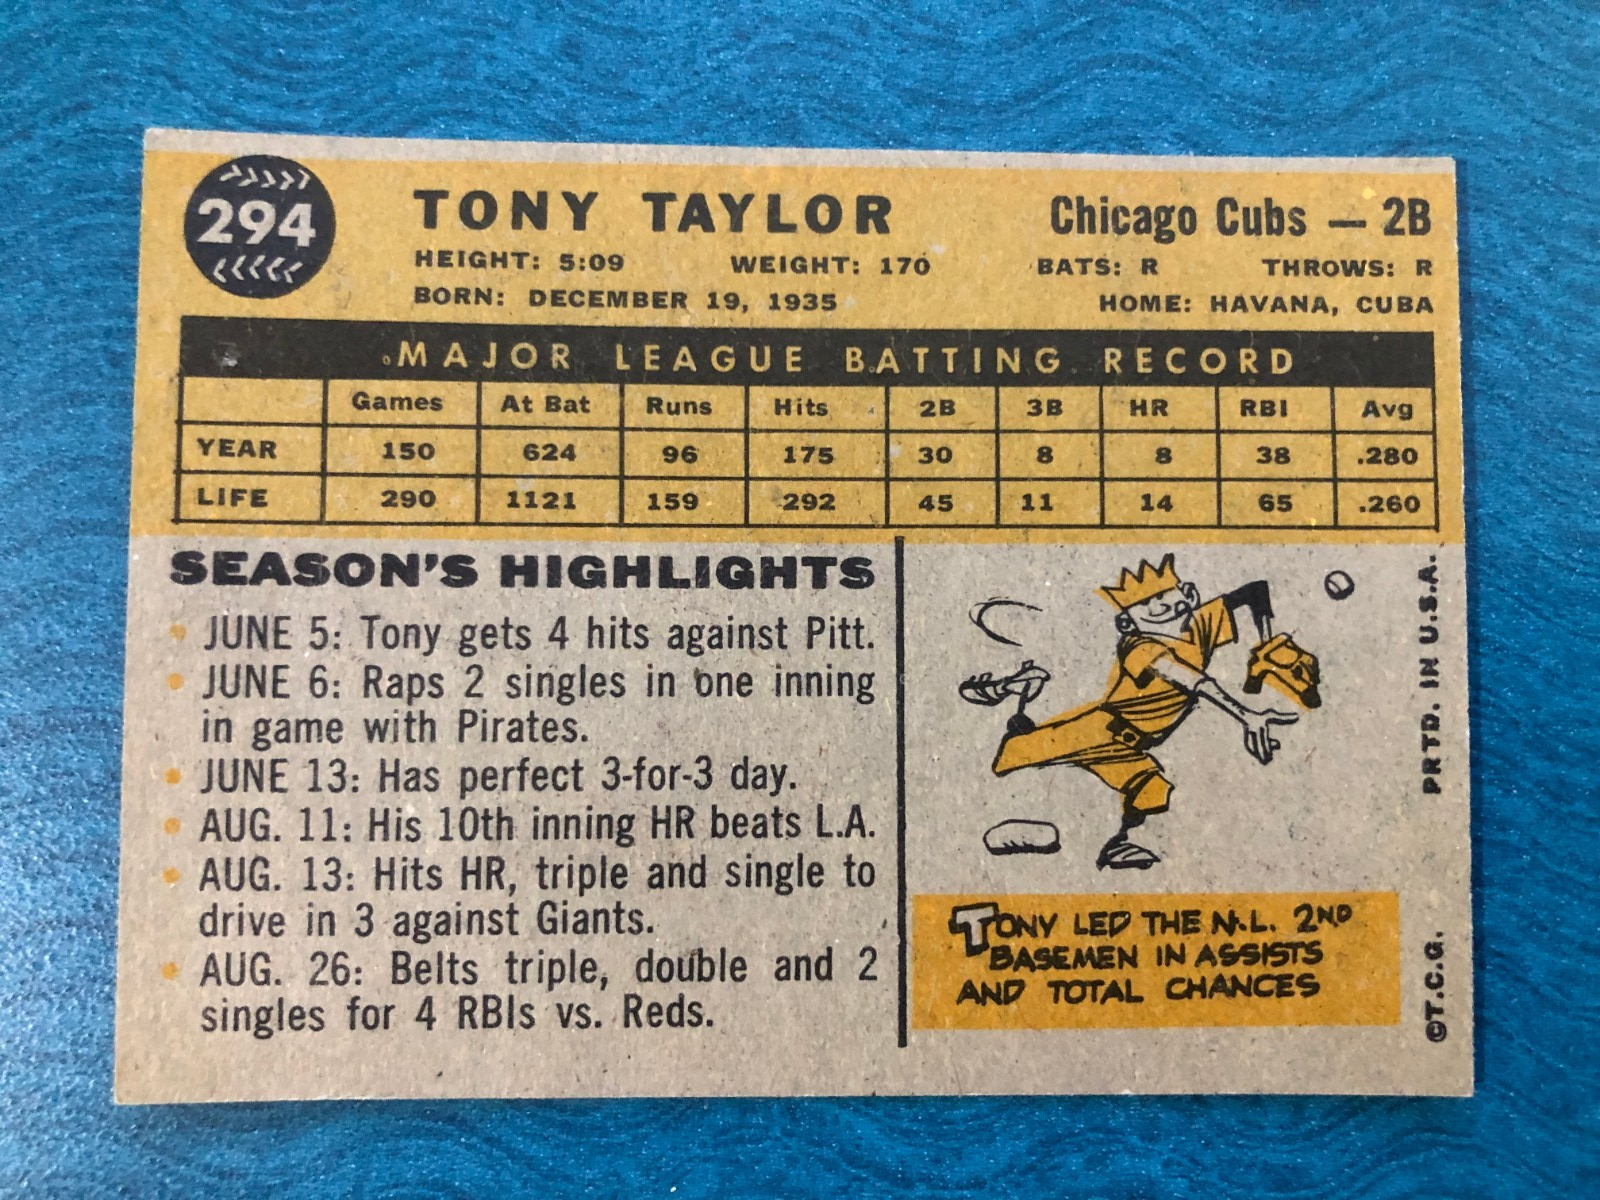 294
TONY TAYLOR
Chicago Cubs — 2B
HEIGHT: 5:09 WEIGHT: 170 BATS: R THROWS: R
BORN: DECEMBER 19, 1935 HOME: HAVANA, CUBA
MAJOR LEAGUE BATTING RECORD
Games At Bat Runs Hits 2B 3B HR RBI Avg
YEAR 150 624 96 175 30 8 8 38 .280
LIFE 290 1121 159 292 45 11 14 65 .260
SEASON'S HIGHLIGHTS
• JUNE 5: Tony gets 4 hits against Pitt.
• JUNE 6: Raps 2 singles in one inning
in game with Pirates.
• JUNE 13: Has perfect 3-for-3 day.
• AUG. 11: His 10th inning HR beats L.A.
• AUG. 13: Hits HR, triple and single to
drive in 3 against Giants.
• AUG. 26: Belts triple, double and 2
singles for 4 RBIs vs. Reds.
TONY LED THE N.L. 2ND
BASEMEN IN ASSISTS
AND TOTAL CHANCES
©T.C.G. PRTD. IN U.S.A.